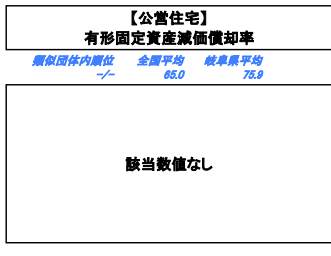 【公営住宅】
有形固定資産減価償却率
類似団体内順位 全国平均 岐阜県平均
-/- 65.0 75.9
該当数値なし